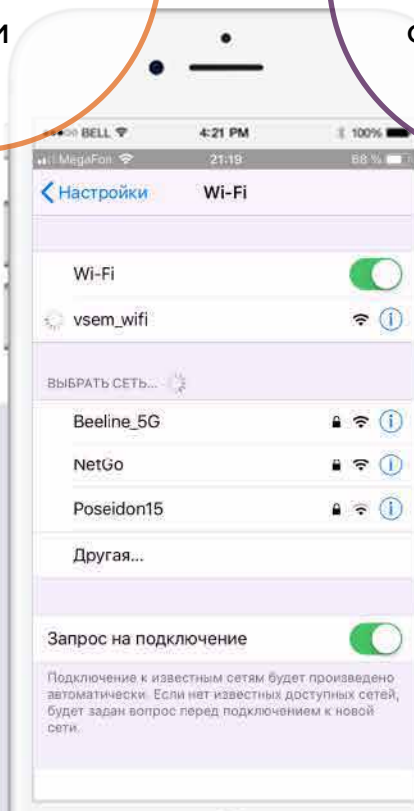 и
BELL 4:21 PM 100%
MegaFon 21:19 68 %
Настройки Wi-Fi
Wi-Fi
vsem_wifi
ВЫБРАТЬ СЕТЬ...
Beeline_5G
NetGo
Poseidon15
Другая...
Запрос на подключение
Подключение к известным сетям будет произведено
автоматически. Если нет известных доступных сетей,
будет задан вопрос перед подключением к новой
сети.